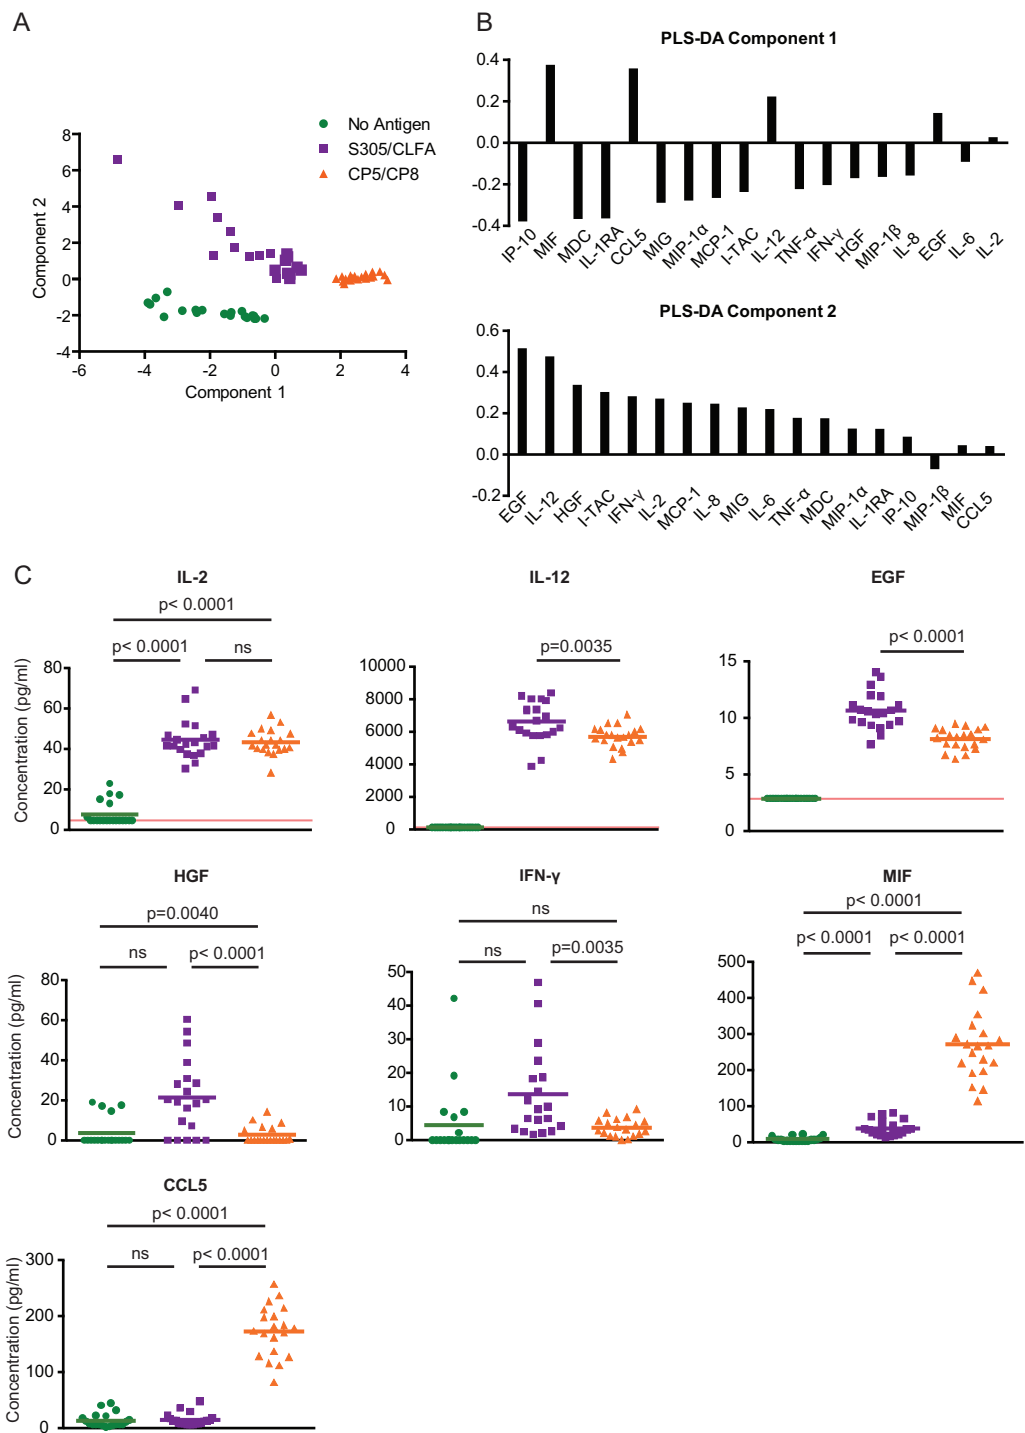 A
No Antigen
S305/CLFA
CP5/CP8
8
6
4
2
0
-2
-4
-6
-4
-2
0
2
4
Component 2
Component 1
B
PLS-DA Component 1
0.4
0.2
0.0
-0.2
-0.4
IP-10
MIF
MDC
IL-1RA
CCL5
MIG
MIP-1α
MCP-1
I-TAC
IL-12
TNF-α
IFN-γ
HGF
MIP-1β
IL-8
EGF
IL-6
IL-2
PLS-DA Component 2
0.6
0.4
0.2
0.0
-0.2
EGF
IL-12
HGF
I-TAC
IFN-γ
IL-2
MCP-1
IL-8
MIG
IL-6
TNF-α
MDC
MIP-1α
IL-1RA
IP-10
MIP-1β
MIF
CCL5
C
IL-2
p< 0.0001
p< 0.0001
ns
80
60
40
20
0
Concentration (pg/ml)
IL-12
p=0.0035
10000
8000
6000
4000
2000
0
EGF
p< 0.0001
15
10
5
0
HGF
p=0.0040
ns
p< 0.0001
80
60
40
20
0
Concentration (pg/ml)
IFN-γ
ns
ns
p=0.0035
50
40
30
20
10
0
MIF
p< 0.0001
p< 0.0001
p< 0.0001
500
400
300
200
100
0
CCL5
p< 0.0001
ns
p< 0.0001
300
200
100
0
Concentration (pg/ml)